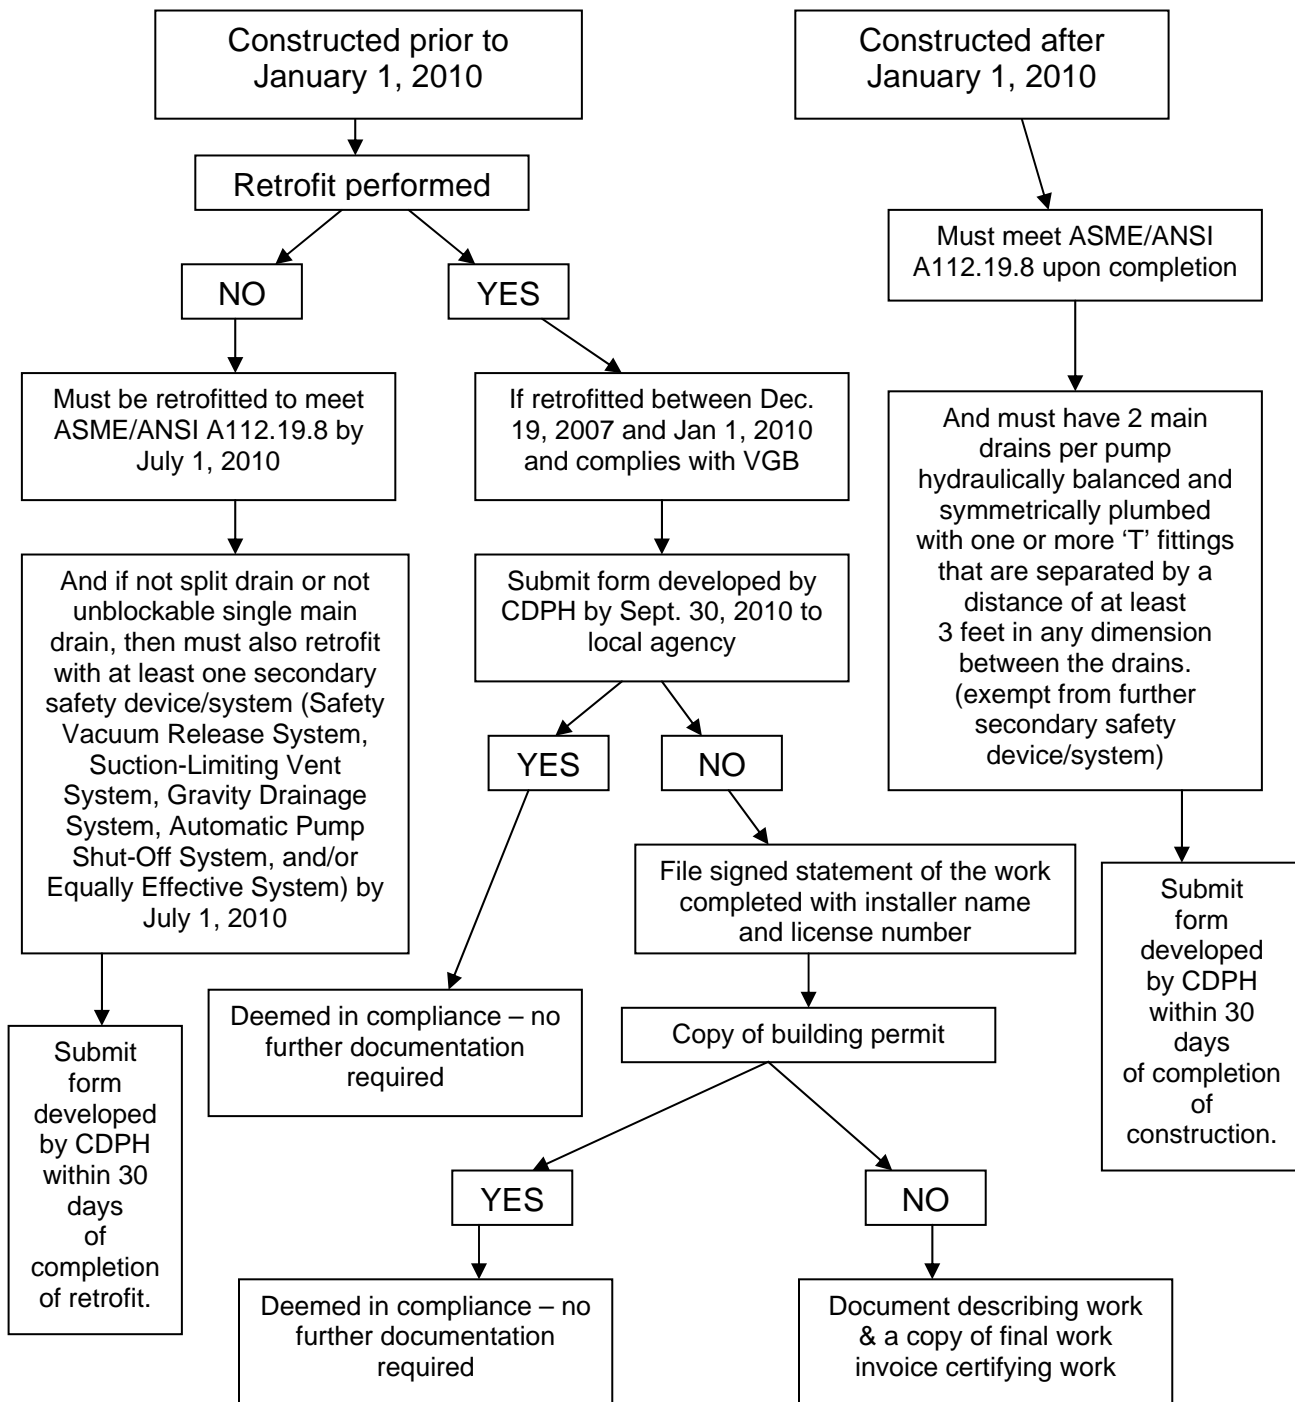 Constructed prior to
January 1, 2010
Constructed after
January 1, 2010
Retrofit performed
NO
YES
Must meet ASME/ANSI
A112.19.8 upon completion
Must be retrofitted to meet
ASME/ANSI A112.19.8 by
July 1, 2010
If retrofitted between Dec.
19, 2007 and Jan 1, 2010
and complies with VGB
And must have 2 main
drains per pump
hydraulically balanced and
symmetrically plumbed
with one or more ‘T’ fittings
that are separated by a
distance of at least
3 feet in any dimension
between the drains.
(exempt from further
secondary safety
device/system)
And if not split drain or not
unblockable single main
drain, then must also retrofit
with at least one secondary
safety device/system (Safety
Vacuum Release System,
Suction-Limiting Vent
System, Gravity Drainage
System, Automatic Pump
Shut-Off System, and/or
Equally Effective System) by
July 1, 2010
Submit form developed by
CDPH by Sept. 30, 2010 to
local agency
YES
NO
File signed statement of the work
completed with installer name
and license number
Submit
form
developed
by CDPH
within 30
days
of completion
of
construction.
Deemed in compliance – no
further documentation
required
Copy of building permit
Submit
form
developed
by CDPH
within 30
days
of
completion
of retrofit.
YES
NO
Deemed in compliance – no
further documentation
required
Document describing work
& a copy of final work
invoice certifying work